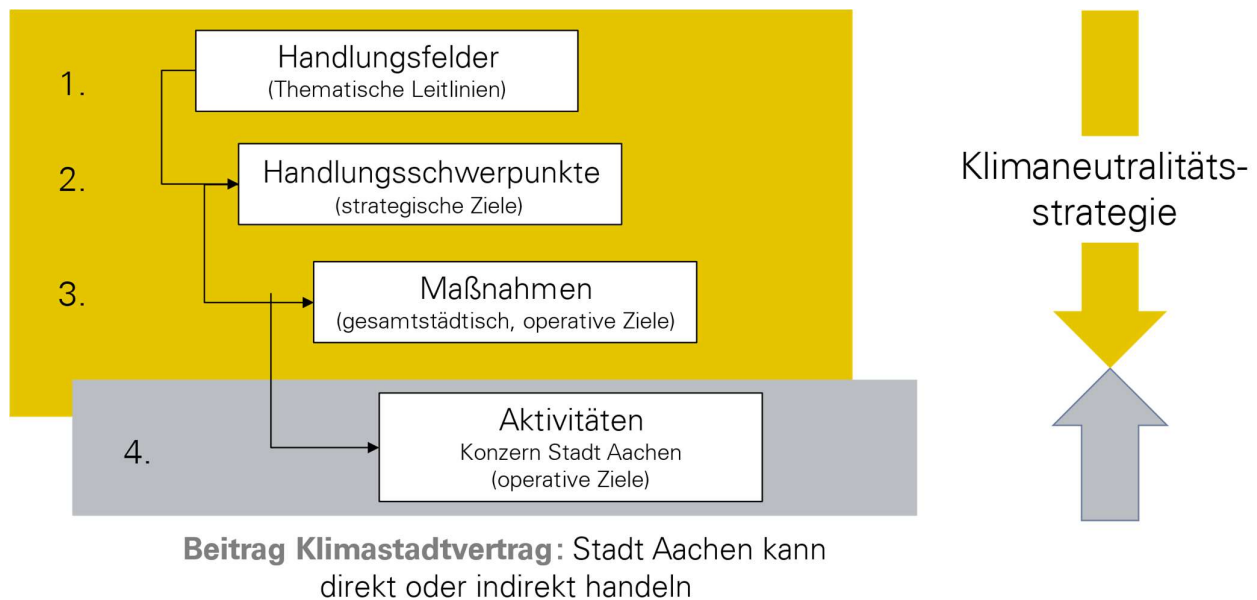 1.
Handlungsfelder
(Thematische Leitlinien)
2.
Handlungsschwerpunkte
(strategische Ziele)
3.
Maßnahmen
(gesamtstädtisch, operative Ziele)
4.
Aktivitäten
Konzern Stadt Aachen
(operative Ziele)
Beitrag Klimastadtvertrag: Stadt Aachen kann
direkt oder indirekt handeln
Klimaneutralitäts-
strategie